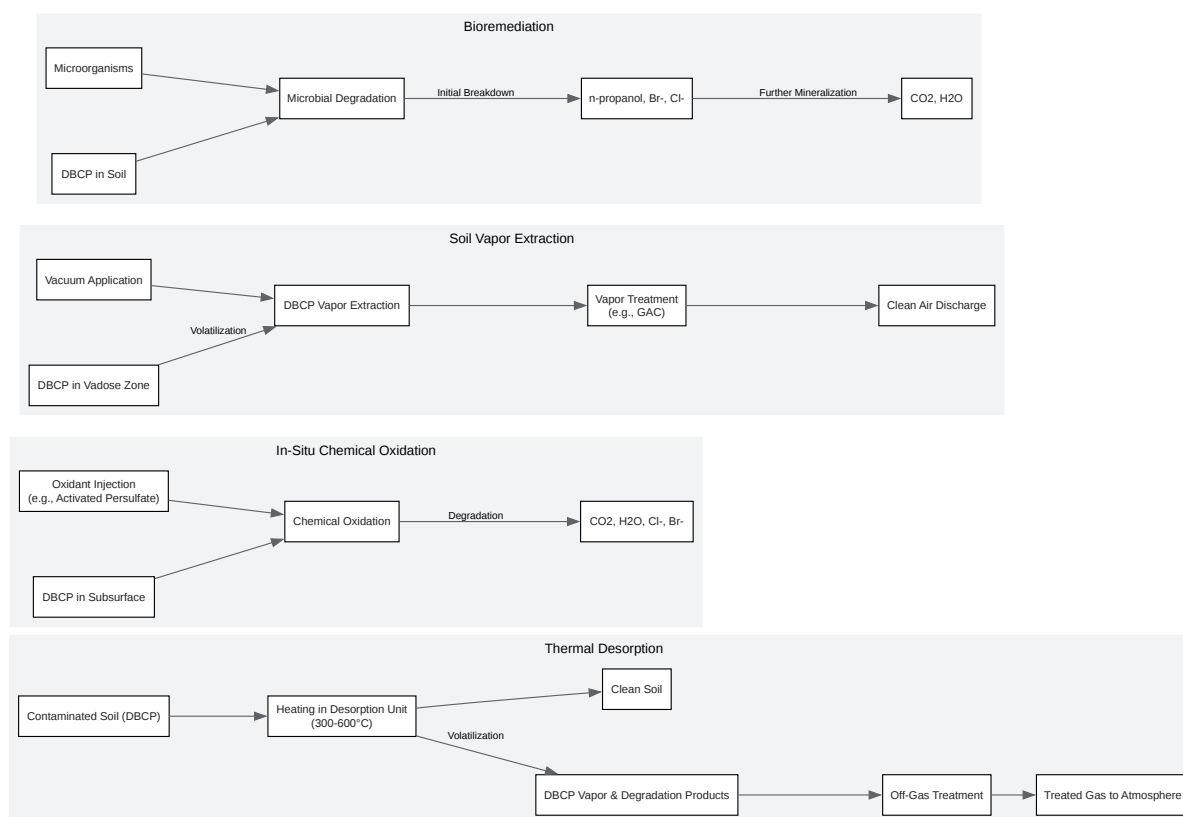 Bioremediation
Microorganisms
DBCP in Soil
Microbial Degradation
Initial Breakdown
n-propanol, Br-, Cl-
Further Mineralization
CO2, H2O
Soil Vapor Extraction
Vacuum Application
Volatilization
DBCP in Vadose Zone
DBCP Vapor Extraction
Vapor Treatment
(e.g., GAC)
Clean Air Discharge
In-Situ Chemical Oxidation
Oxidant Injection
(e.g., Activated Persulfate)
DBCP in Subsurface
Chemical Oxidation
Degradation
CO2, H2O, Cl-, Br-
Thermal Desorption
Contaminated Soil (DBCP)
Heating in Desorption Unit
(300-600°C)
Clean Soil
Volatilization
DBCP Vapor & Degradation Products
Off-Gas Treatment
Treated Gas to Atmosphere